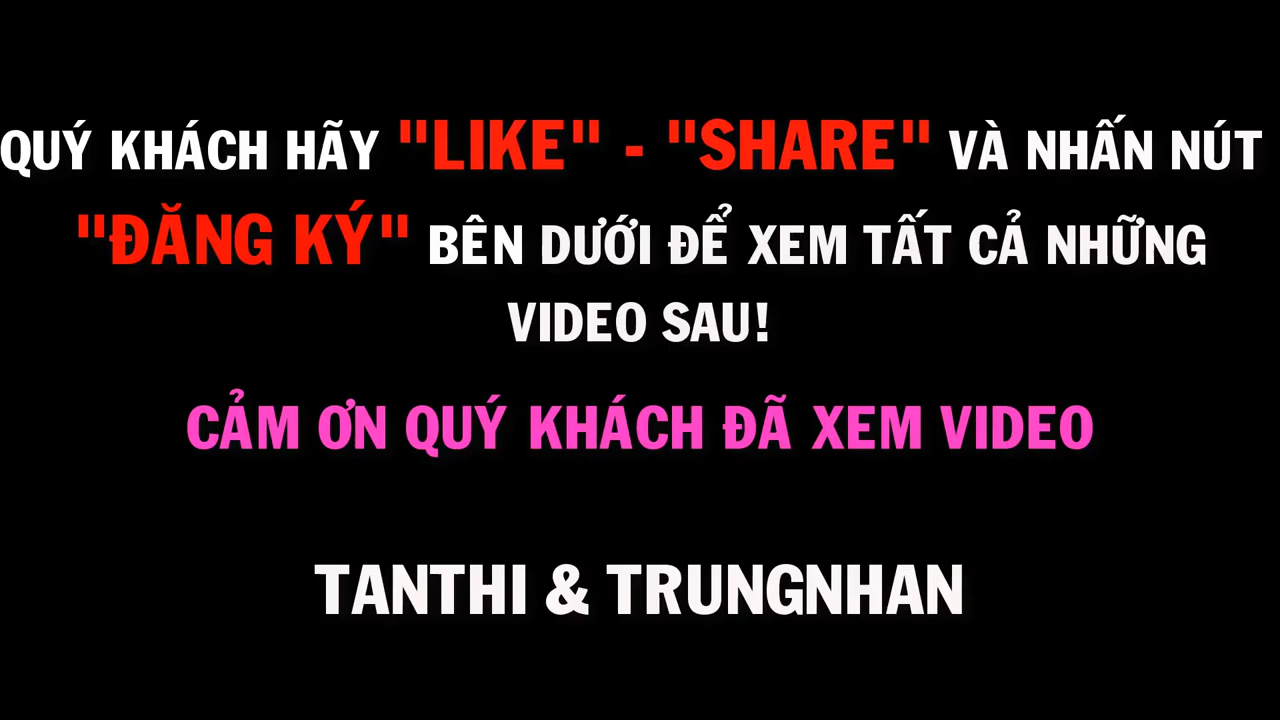 QUÝ KHÁCH HÃY "LIKE" - "SHARE" VÀ NHẤN NÚT
"ĐĂNG KÝ" BÊN DƯỚI ĐỂ XEM TẤT CẢ NHỮNG
VIDEO SAU!
CẢM ƠN QUÝ KHÁCH ĐÃ XEM VIDEO
TANTHI & TRUNGNHAN